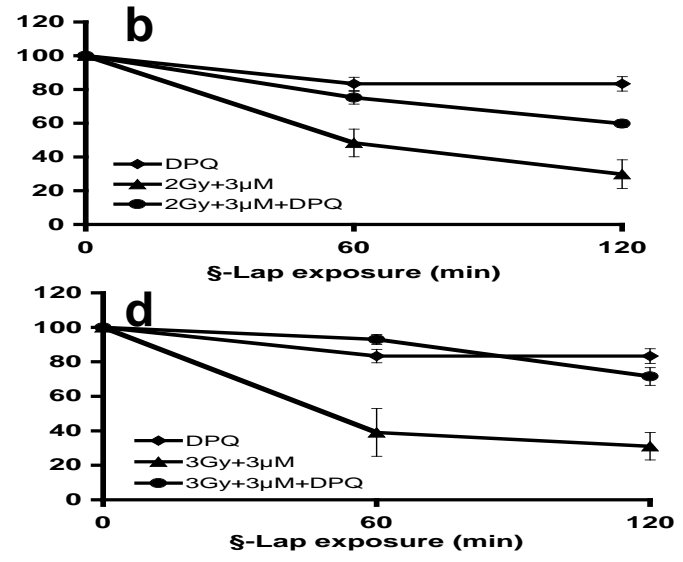 b
120
100
80
60
40
20
0
DPQ
2Gy+3µM
2Gy+3µM+DPQ
0 60 120
§-Lap exposure (min)
d
120
100
80
60
40
20
0
DPQ
3Gy+3µM
3Gy+3µM+DPQ
0 60 120
§-Lap exposure (min)